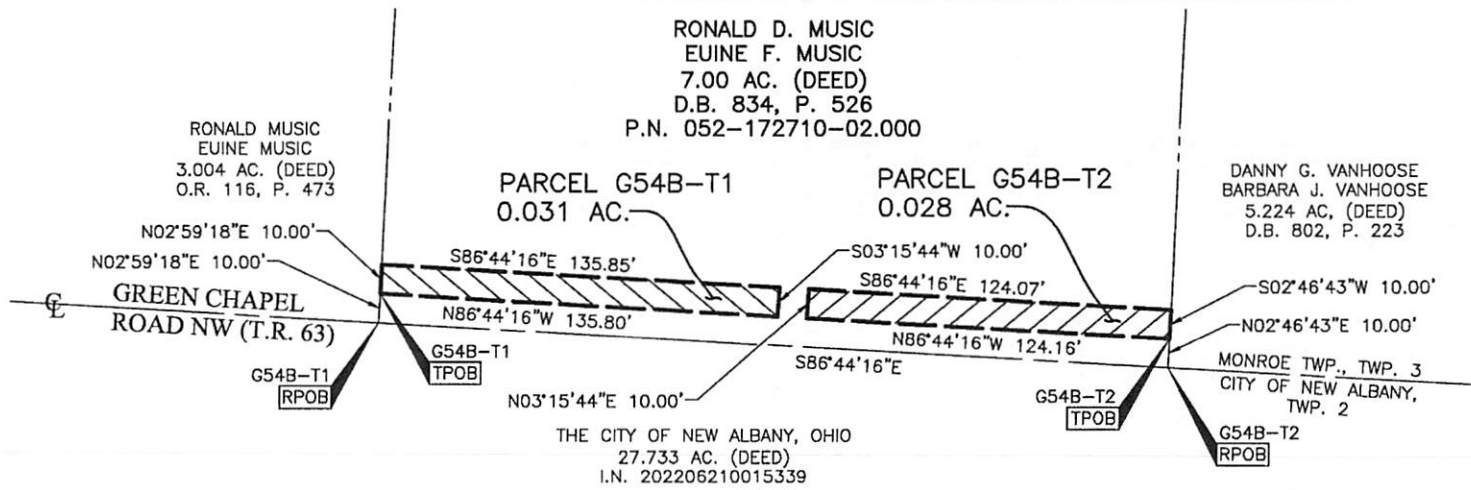 RONALD D. MUSIC
EUINE F. MUSIC
7.00 AC. (DEED)
D.B. 834, P. 526
P.N. 052-172710-02.000
RONALD MUSIC
EUINE MUSIC
3.004 AC. (DEED)
O.R. 116, P. 473
PARCEL G54B-T1
0.031 AC.
PARCEL G54B-T2
0.028 AC.
DANNY G. VANHOOSE
BARBARA J. VANHOOSE
5.224 AC, (DEED)
D.B. 802, P. 223
N02°59'18"E 10.00'
N02°59'18"E 10.00'
S86°44'16"E 135.85'
S03°15'44"W 10.00'
S86°44'16"E 124.07'
S02°46'43"W 10.00'
N02°46'43"E 10.00'
℄ GREEN CHAPEL
ROAD NW (T.R. 63)
N86°44'16"W 135.80'
N86°44'16"W 124.16'
S86°44'16"E
G54B-T1
TPOB
G54B-T1
RPOB
N03°15'44"E 10.00'
G54B-T2
TPOB
MONROE TWP., TWP. 3
CITY OF NEW ALBANY,
TWP. 2
G54B-T2
RPOB
THE CITY OF NEW ALBANY, OHIO
27.733 AC. (DEED)
I.N. 202206210015339